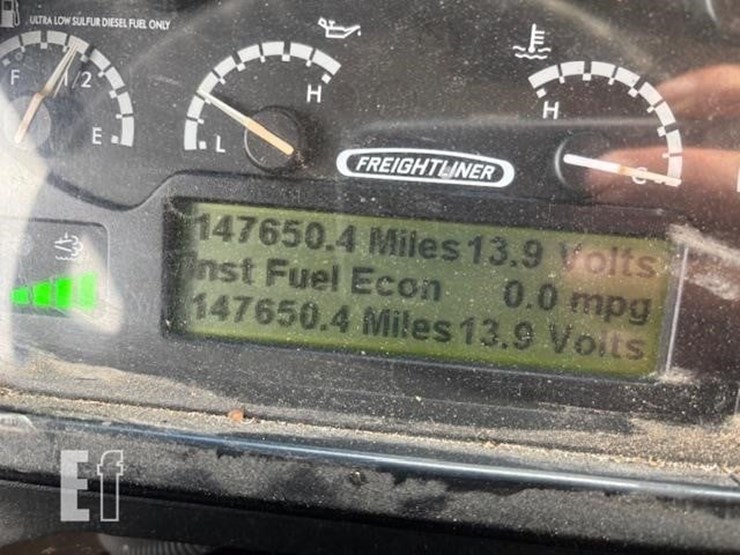 ULTRA LOW SULFUR DIESEL FUEL ONLY
F 1/2 E
L H
H C
FREIGHTLINER
147650.4 Miles 13.9 Volts
Inst Fuel Econ 0.0 mpg
147650.4 Miles 13.9 Volts
Ef